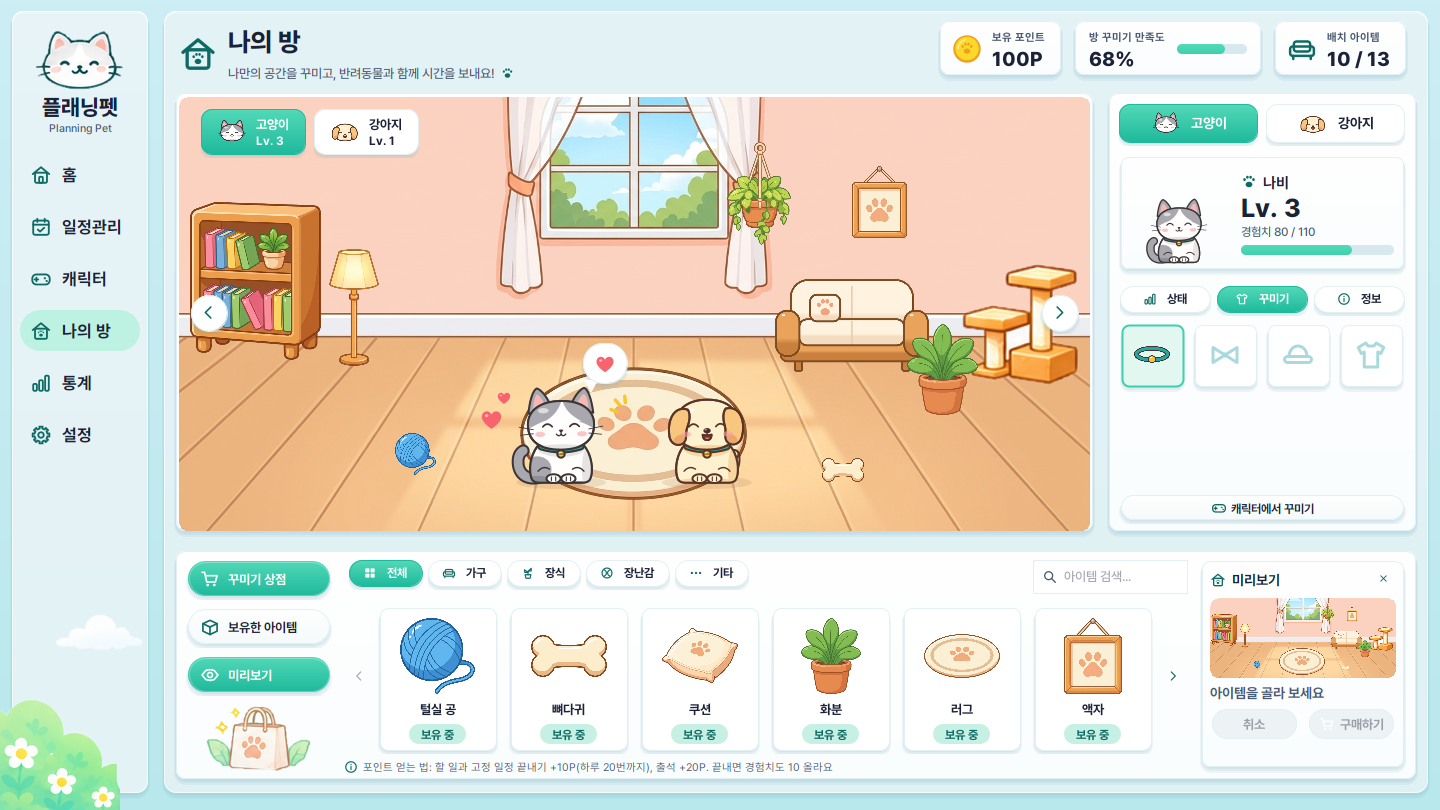 플래닝펫
Planning Pet
홈
일정관리
캐릭터
나의 방
통계
설정
나의 방
나만의 공간을 꾸미고, 반려동물과 함께 시간을 보내요!
보유 포인트
100P
방 꾸미기 만족도
68%
배치 아이템
10 / 13
고양이
Lv. 3
강아지
Lv. 1
고양이
강아지
나비
Lv. 3
경험치 80 / 110
상태
꾸미기
정보
캐릭터에서 꾸미기
꾸미기 상점
보유한 아이템
미리보기
전체
가구
장식
장난감
기타
아이템 검색...
털실 공
보유 중
뼈다귀
보유 중
쿠션
보유 중
화분
보유 중
러그
보유 중
액자
보유 중
포인트 얻는 법: 할 일과 고정 일정 끝내기 +10P(하루 20번까지), 출석 +20P. 끝내면 경험치도 10 올라요
미리보기
아이템을 골라 보세요
취소
구매하기